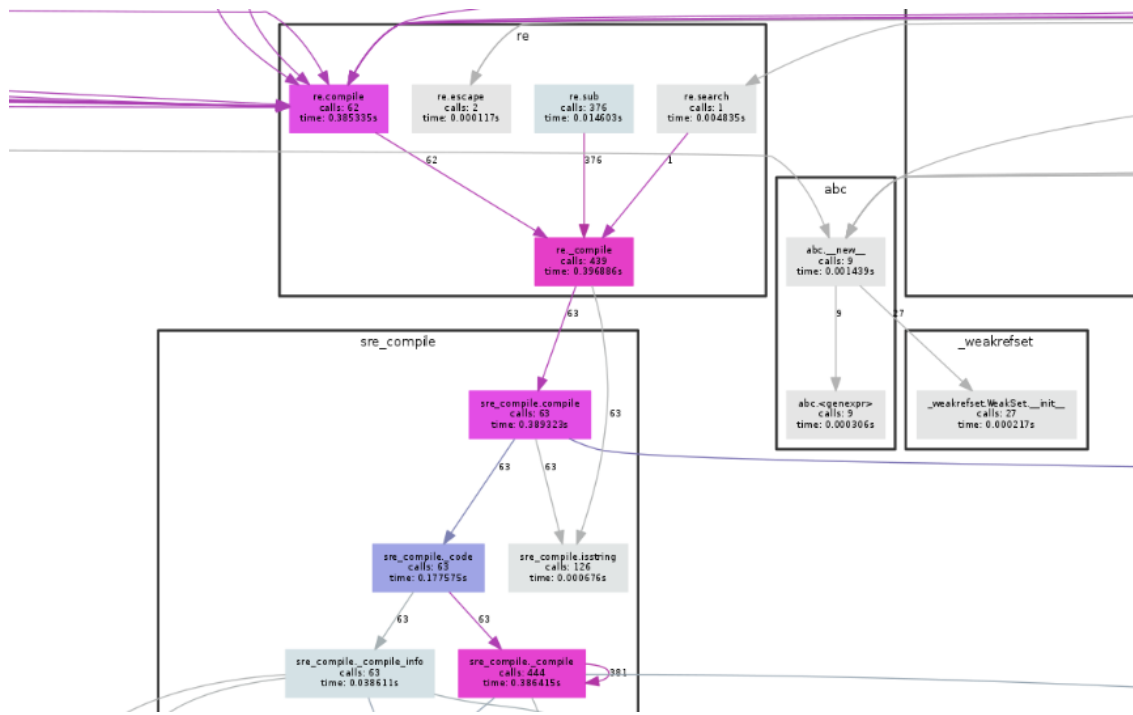 re
re.compile
calls: 62
time: 0.385335s
re.escape
calls: 2
time: 0.000117s
re.sub
calls: 376
time: 0.014603s
re.search
calls: 1
time: 0.004835s
62
376
1
abc
re._compile
calls: 439
time: 0.396886s
abc.__new__
calls: 9
time: 0.001439s
63
9
27
sre_compile
_weakrefset
sre_compile.compile
calls: 63
time: 0.389323s
63
abc.<genexpr>
calls: 9
time: 0.000306s
_weakrefset.WeakSet.__init__
calls: 27
time: 0.000217s
63
63
sre_compile._code
calls: 63
time: 0.177575s
sre_compile.isstring
calls: 126
time: 0.000676s
63
63
sre_compile._compile_info
calls: 63
time: 0.038611s
sre_compile._compile
calls: 444
time: 0.386415s
381